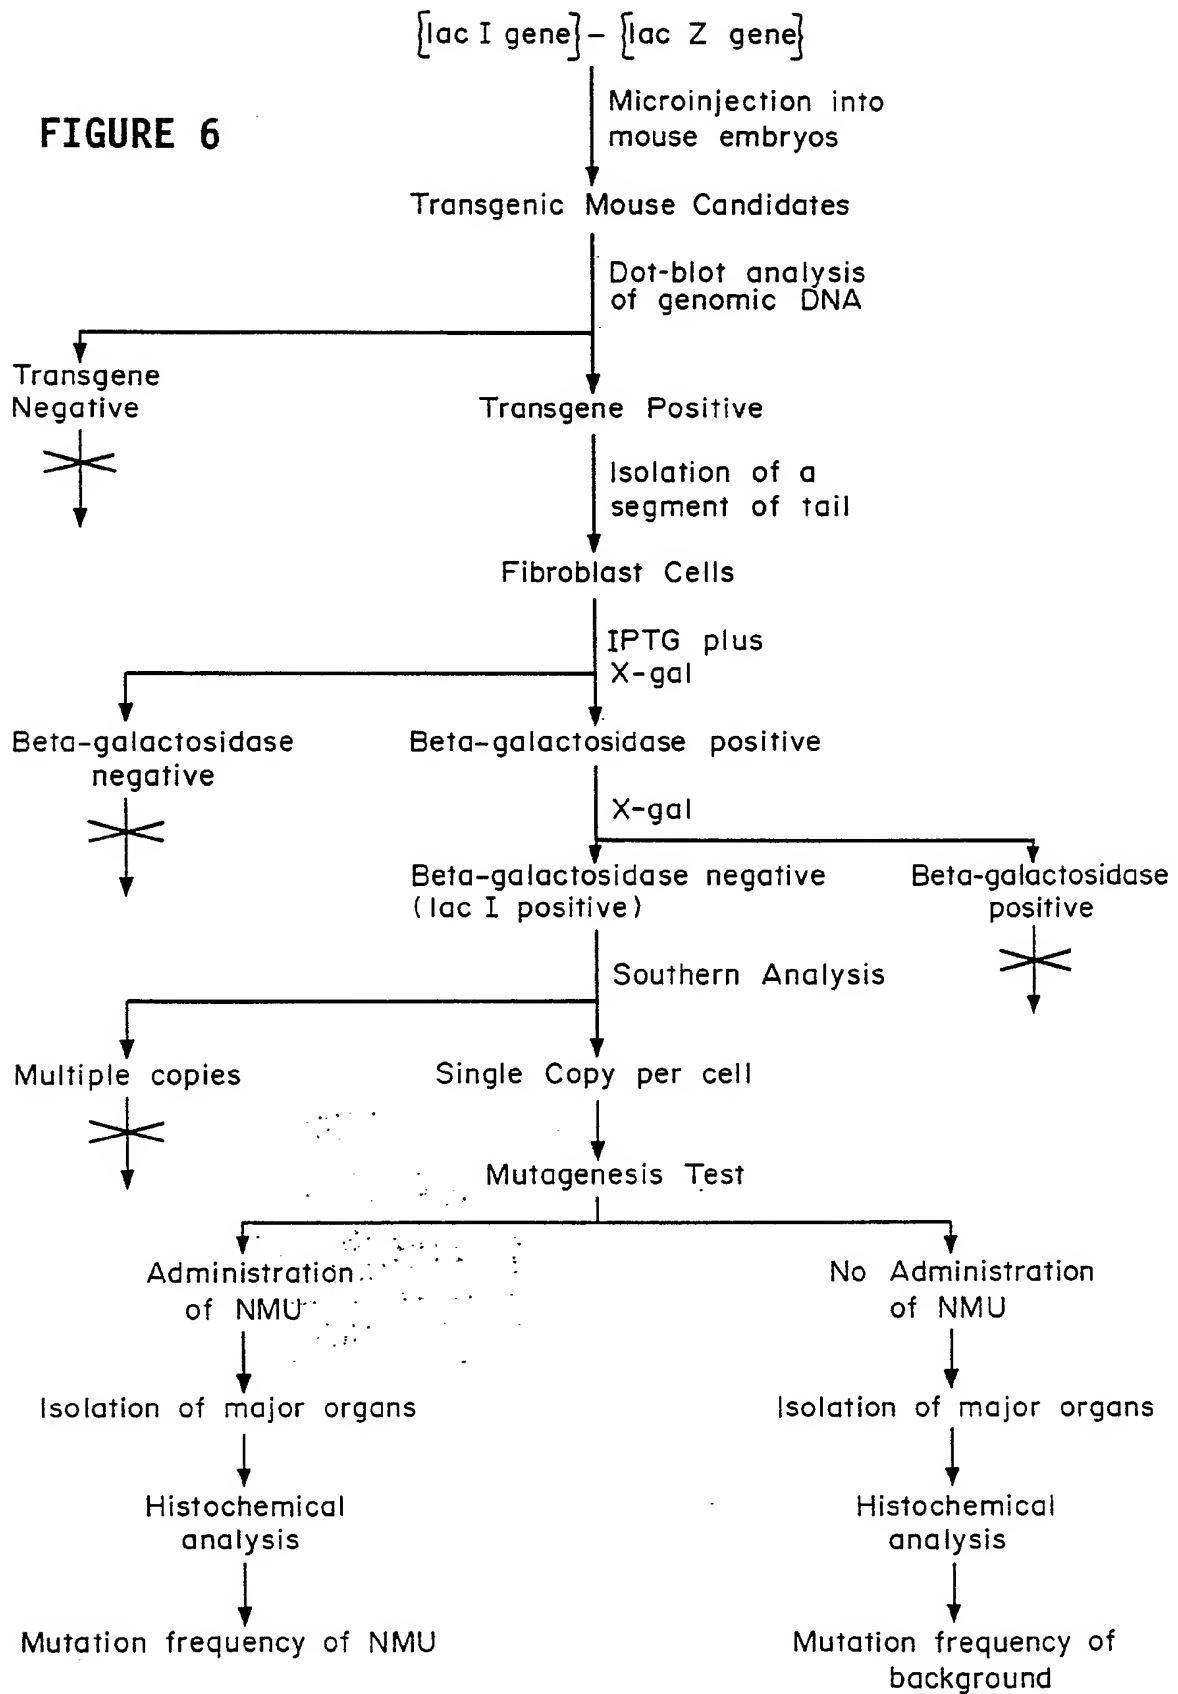 {lac I gene} – {lac Z gene}
FIGURE 6
Microinjection into
mouse embryos
Transgenic Mouse Candidates
Dot-blot analysis
of genomic DNA
Transgene
Negative
Transgene Positive
Isolation of a
segment of tail
Fibroblast Cells
IPTG plus
X-gal
Beta-galactosidase
negative
Beta-galactosidase positive
X-gal
Beta-galactosidase negative
(lac I positive)
Beta-galactosidase
positive
Southern Analysis
Multiple copies
Single Copy per cell
Mutagenesis Test
Administration
of NMU
No Administration
of NMU
Isolation of major organs
Isolation of major organs
Histochemical
analysis
Histochemical
analysis
Mutation frequency of NMU
Mutation frequency of
background